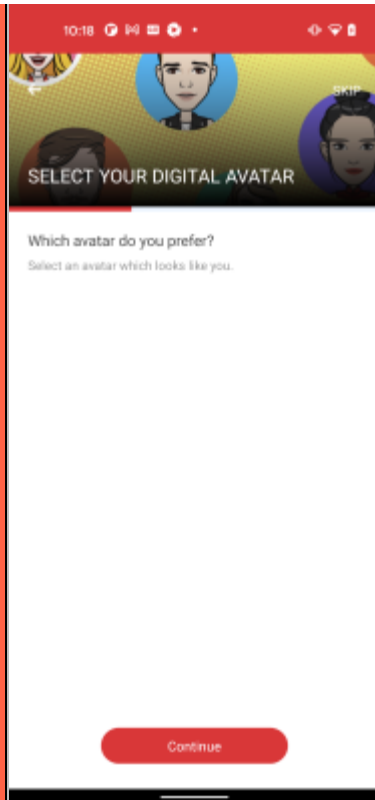 10:18
SKIP
SELECT YOUR DIGITAL AVATAR
Which avatar do you prefer?
Select an avatar which looks like you.
Continue